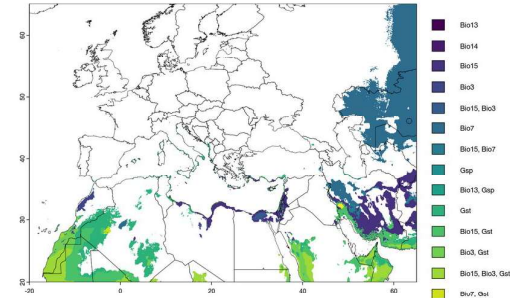 60
50
40
30
20
-20
0
20
40
60
Bio13
Bio14
Bio15
Bio3
Bio15, Bio3
Bio7
Bio15, Bio7
Gsp
Bio13, Gsp
Gst
Bio15, Gst
Bio3, Gst
Bio15, Bio3, Gst